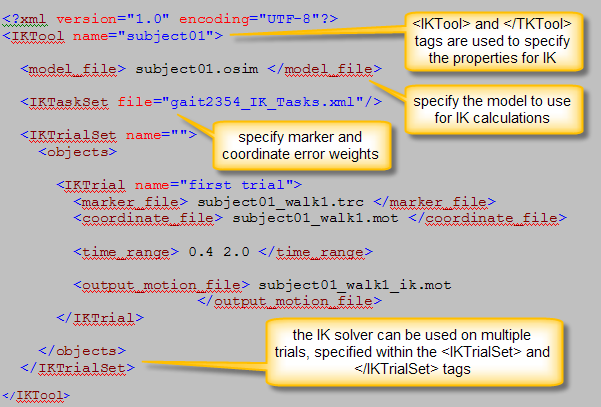 <?xml version="1.0" encoding="UTF-8"?>
<IKTool name="subject01">
<IKTool> and </TKTool>
tags are used to specify
the properties for IK
<model_file> subject01.osim </model_file>
<IKTaskSet file="gait2354_IK_Tasks.xml"/>
specify the model to use
for IK calculations
<IKTrialSet name="">
specify marker and
coordinate error weights
<objects>
<IKTrial name="first trial">
<marker_file> subject01_walk1.trc </marker_file>
<coordinate_file> subject01_walk1.mot </coordinate_file>
<time_range> 0.4 2.0 </time_range>
<output_motion_file> subject01_walk1_ik.mot
</output_motion_file>
</IKTrial>
the IK solver can be used on multiple
trials, specified within the <IKTrialSet> and
</IKTrialSet> tags
</objects>
</IKTrialSet>
</IKTool>